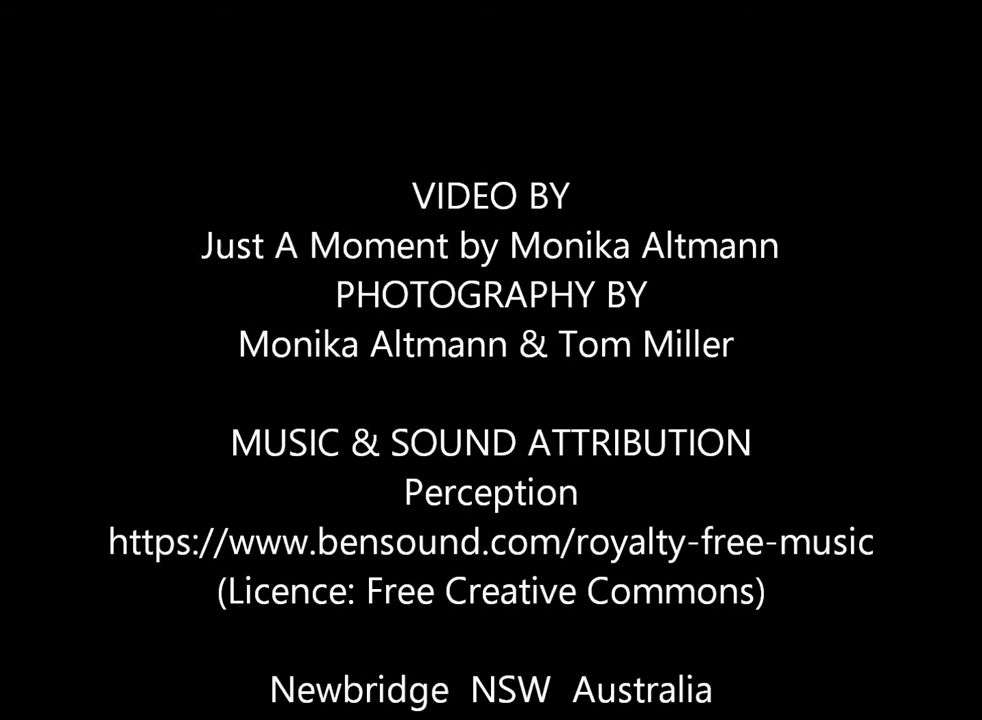 VIDEO BY
Just A Moment by Monika Altmann
PHOTOGRAPHY BY
Monika Altmann & Tom Miller
MUSIC & SOUND ATTRIBUTION
Perception
https://www.bensound.com/royalty-free-music
(Licence: Free Creative Commons)
Newbridge NSW Australia